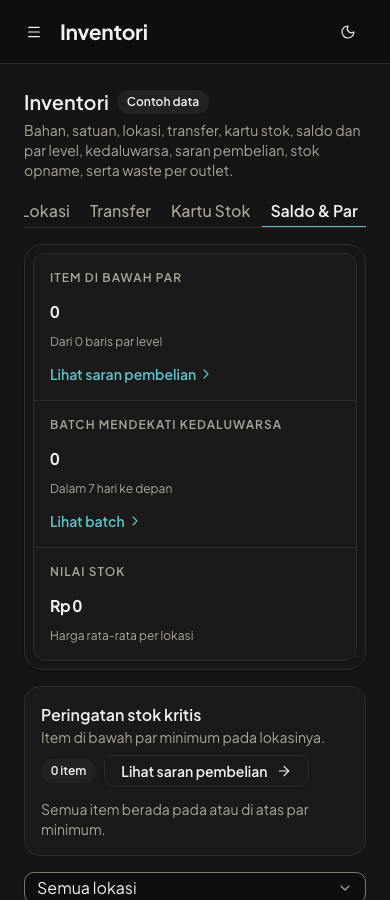 Inventori
Inventori
Contoh data
Bahan, satuan, lokasi, transfer, kartu stok, saldo dan
par level, kedaluwarsa, saran pembelian, stok
opname, serta waste per outlet.
okasi Transfer Kartu Stok Saldo & Par
ITEM DI BAWAH PAR
0
Dari 0 baris par level
Lihat saran pembelian
BATCH MENDEKATI KEDALUWARSA
0
Dalam 7 hari ke depan
Lihat batch
NILAI STOK
Rp 0
Harga rata-rata per lokasi
Peringatan stok kritis
Item di bawah par minimum pada lokasinya.
0 item
Lihat saran pembelian
Semua item berada pada atau di atas par
minimum.
Semua lokasi